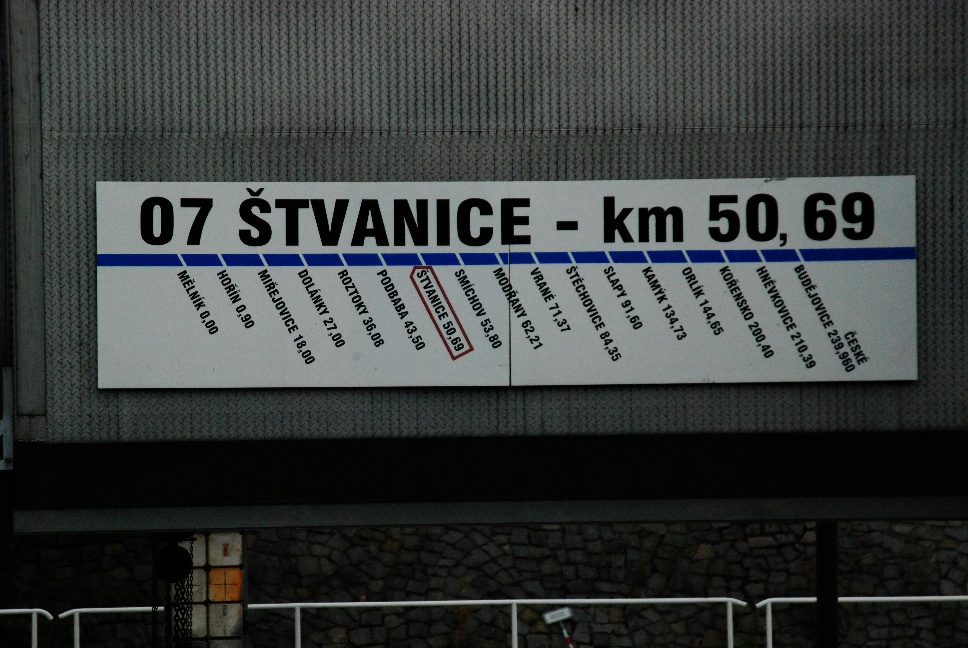 07 ŠTVANICE - km 50,69
MĚLNÍK 0,00
HOŘÍN 0,90
MIŘEJOVICE 18,00
DOLÁNKY 27,00
ROZTOKY 36,08
PODBABA 43,50
ŠTVANICE 50,69
SMÍCHOV 53,80
MODŘANY 62,21
VRANÉ 71,37
ŠTĚCHOVICE 84,35
SLAPY 91,60
KAMÝK 134,73
ORLÍK 144,65
KOŘENSKO 200,40
HNĚVKOVICE 210,39
ČESKÉ
BUDĚJOVICE 239,960